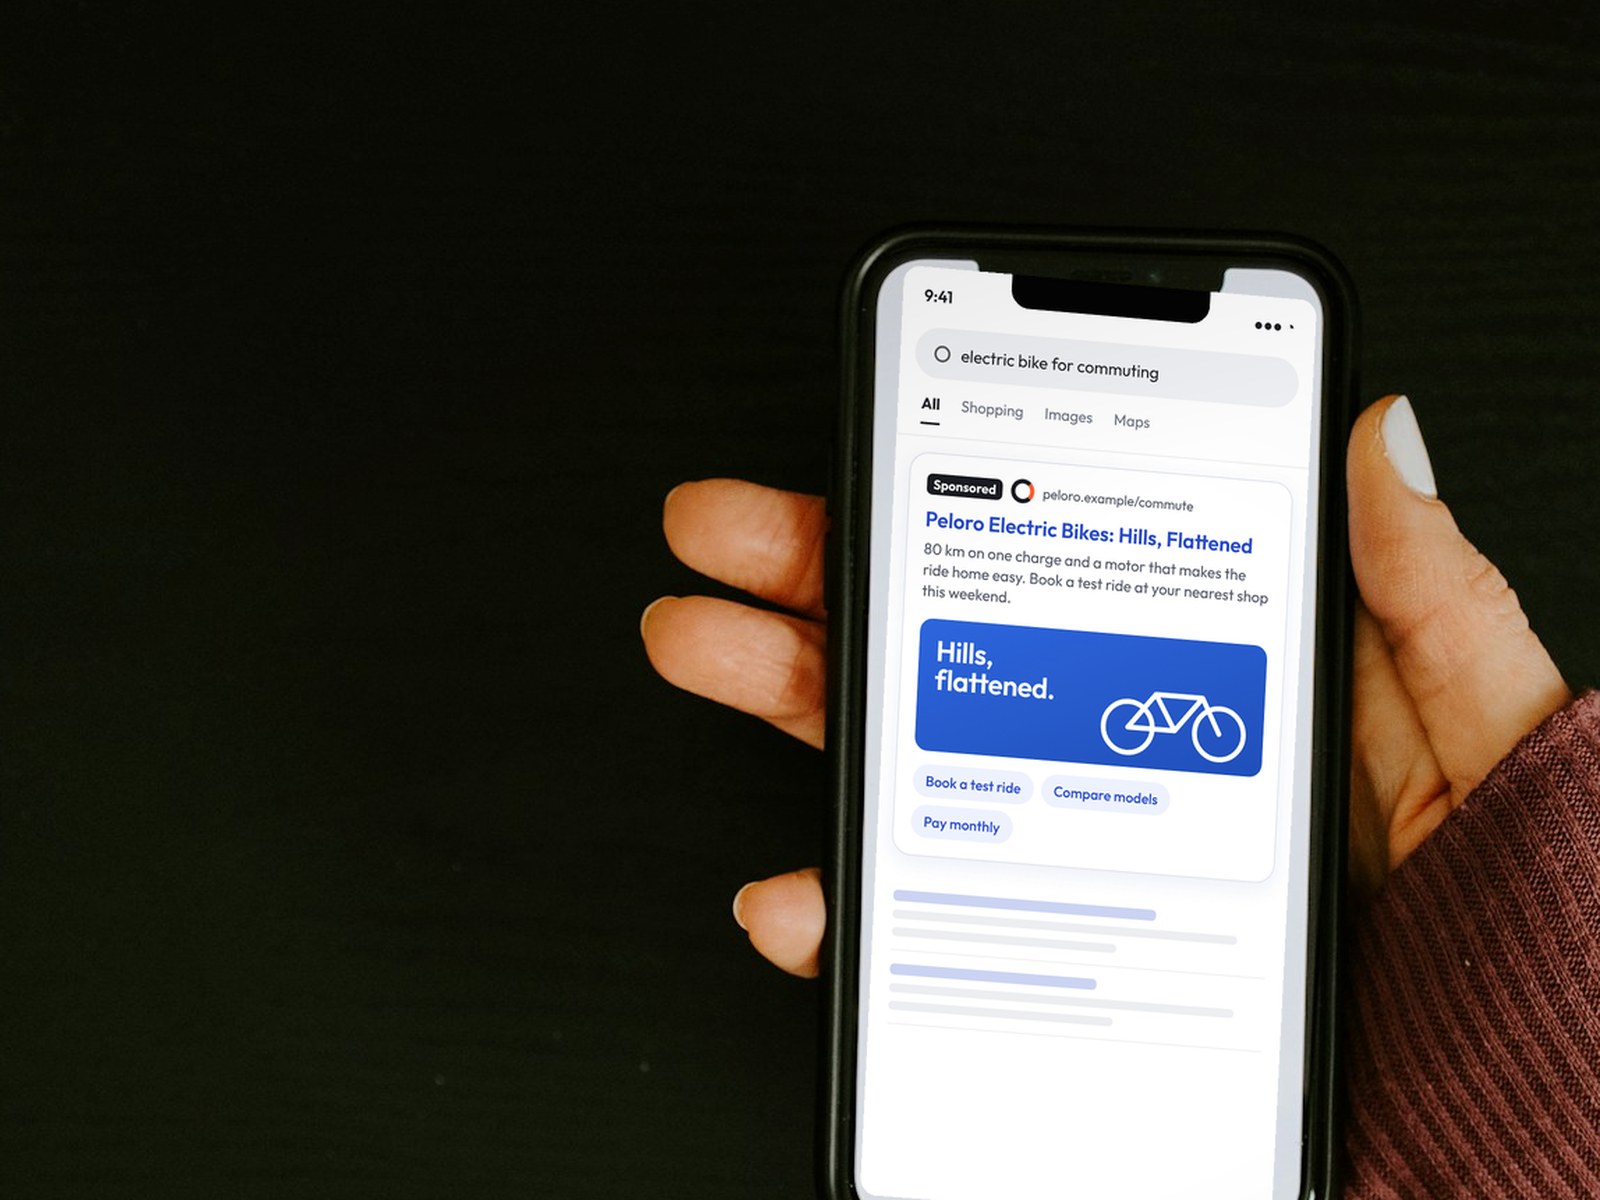 9:41
electric bike for commuting
All Shopping Images Maps
Sponsored peloro.example/commute
Peloro Electric Bikes: Hills, Flattened
80 km on one charge and a motor that makes the
ride home easy. Book a test ride at your nearest shop
this weekend.
Hills,
flattened.
Book a test ride Compare models
Pay monthly